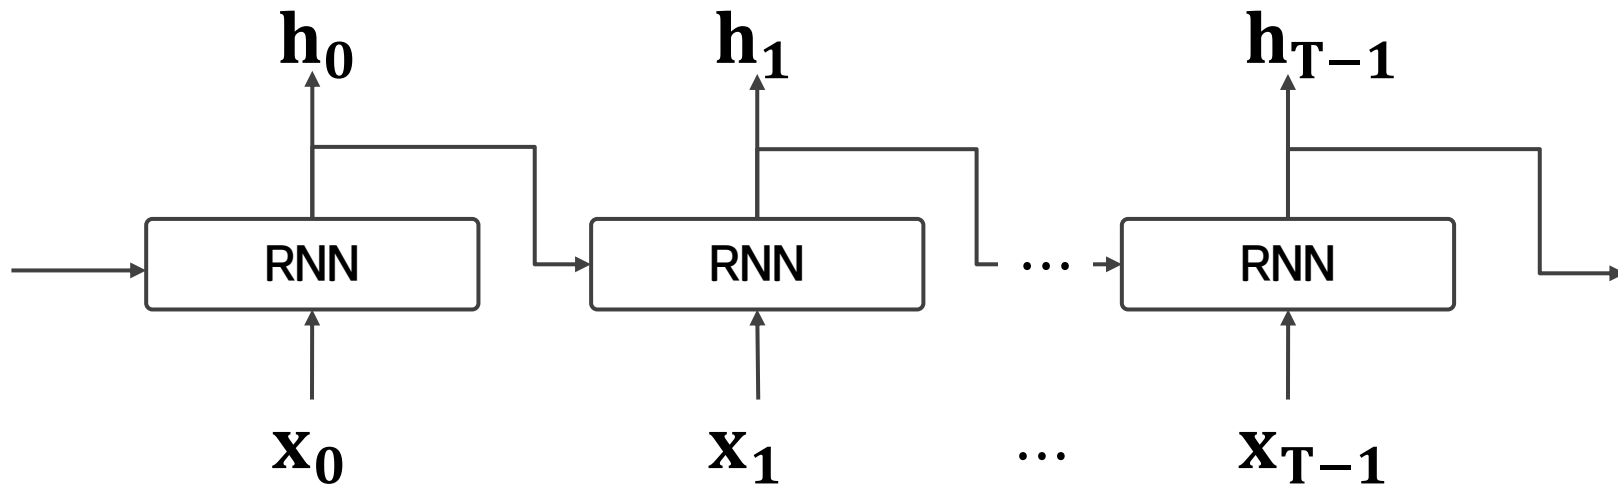 h₀ h₁ hT−1
RNN RNN ... RNN
x₀ x₁ ... xT−1